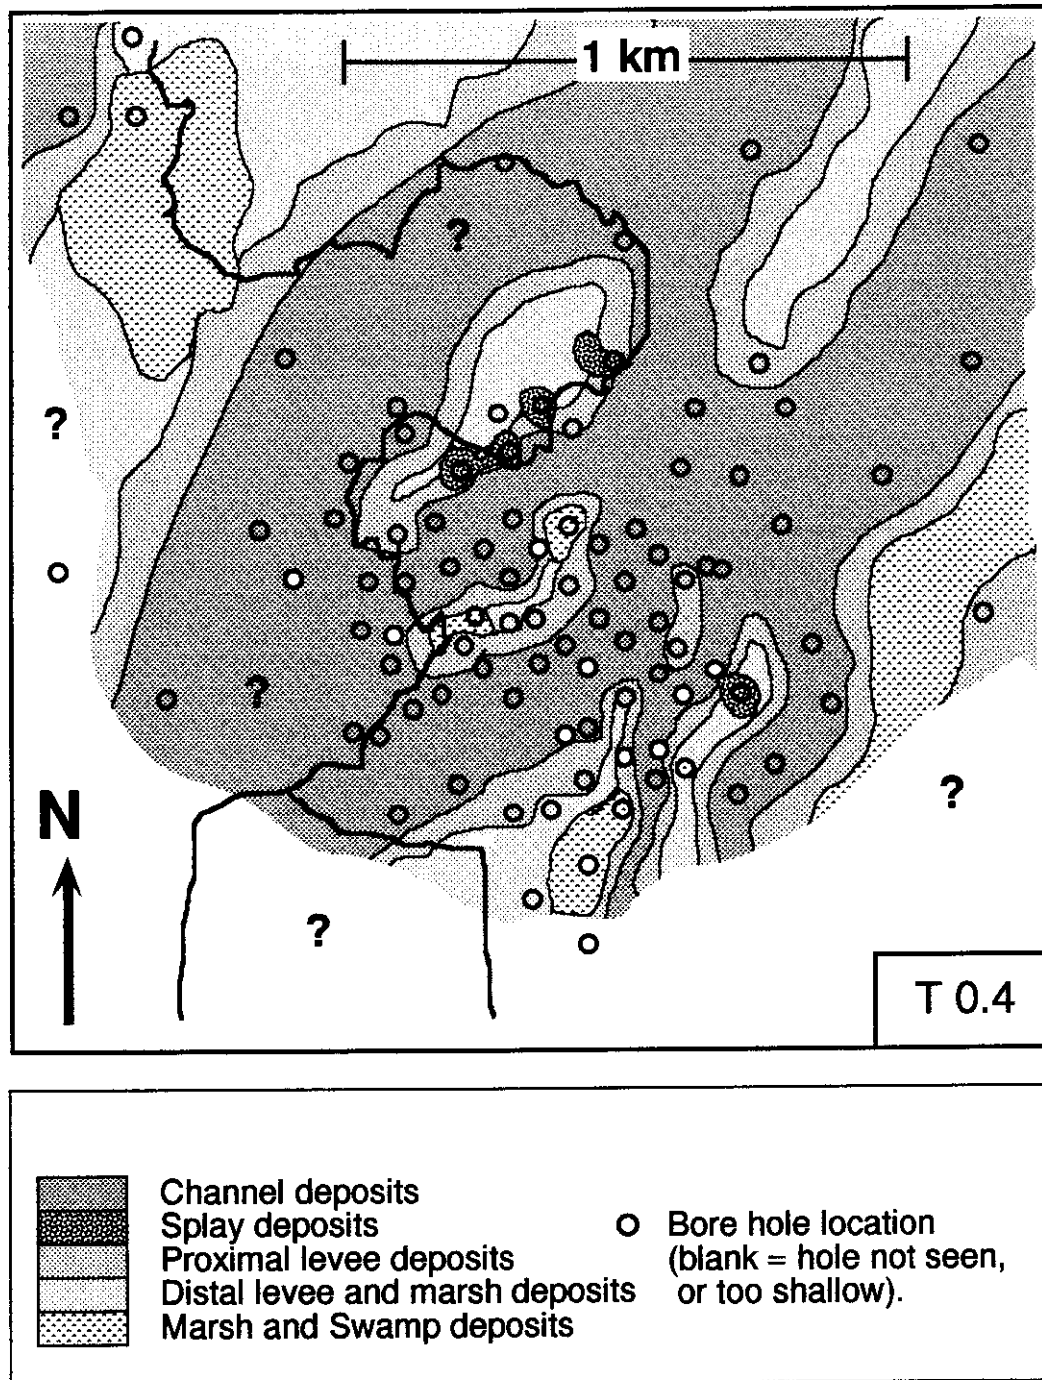 1 km
?
?
?
N
?
?
T 0.4
Channel deposits
Splay deposits
Proximal levee deposits
Distal levee and marsh deposits
Marsh and Swamp deposits
Bore hole location
(blank = hole not seen,
or too shallow).